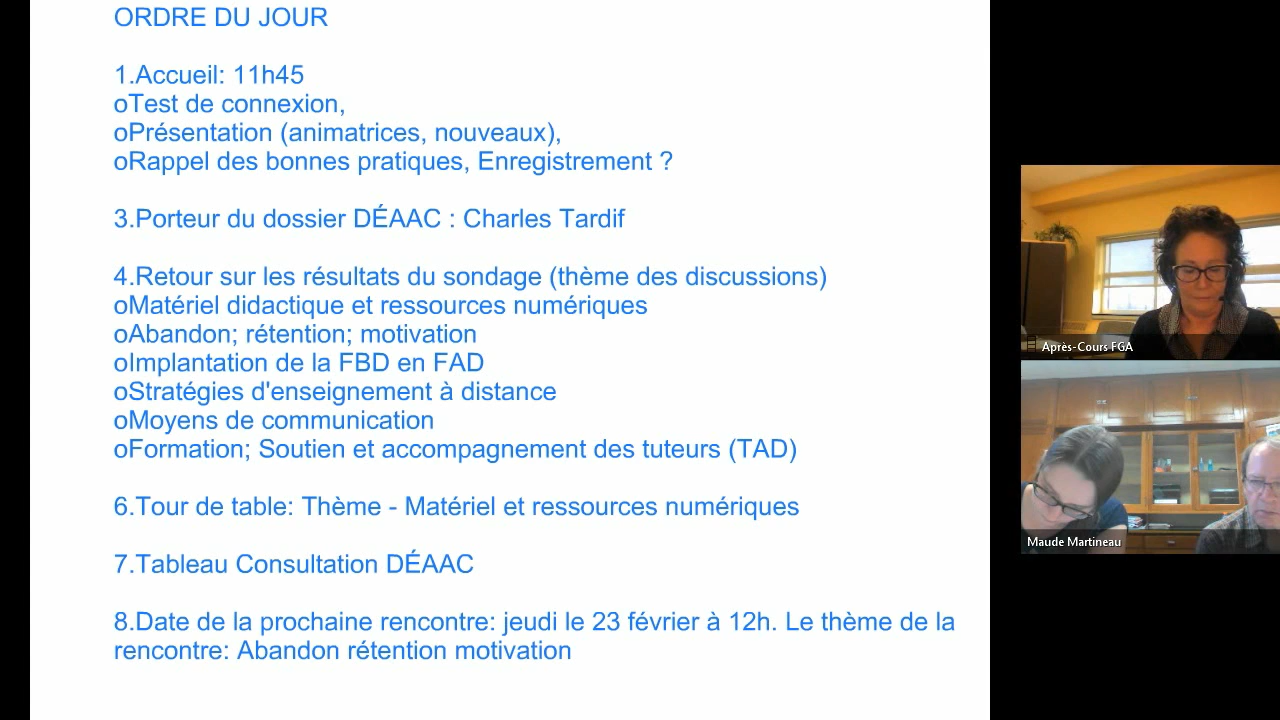 ORDRE DU JOUR
1.Accueil: 11h45
oTest de connexion,
oPrésentation (animatrices, nouveaux),
oRappel des bonnes pratiques, Enregistrement ?
3.Porteur du dossier DÉAAC : Charles Tardif
4.Retour sur les résultats du sondage (thème des discussions)
oMatériel didactique et ressources numériques
oAbandon; rétention; motivation
oImplantation de la FBD en FAD
oStratégies d'enseignement à distance
oMoyens de communication
oFormation; Soutien et accompagnement des tuteurs (TAD)
6.Tour de table: Thème - Matériel et ressources numériques
7.Tableau Consultation DÉAAC
8.Date de la prochaine rencontre: jeudi le 23 février à 12h. Le thème de la
rencontre: Abandon rétention motivation
Après-Cours FGA
Maude Martineau